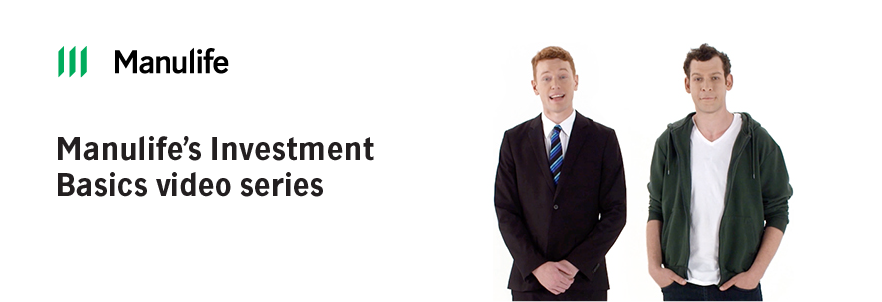 Manulife
Manulife’s Investment
Basics video series